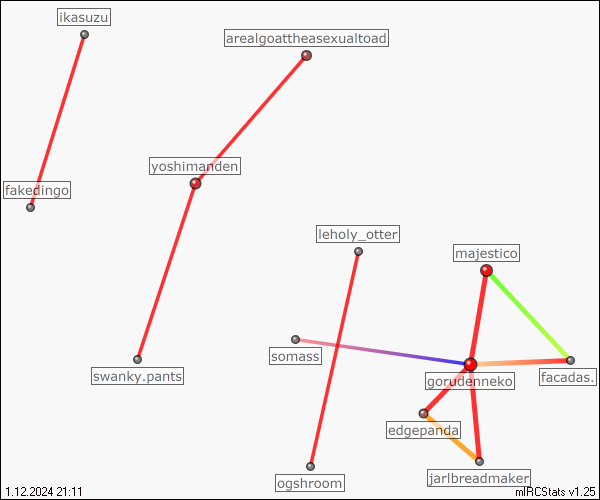 ikasuzu
arealgoattheasexualtoad
yoshimanden
fakedingo
leholy_otter
majestico
somass
swanky.pants
gorudenneko
facadas.
edgepanda
ogshroom
jarlbreadmaker
1.12.2024 21:11
mIRCStats v1.25